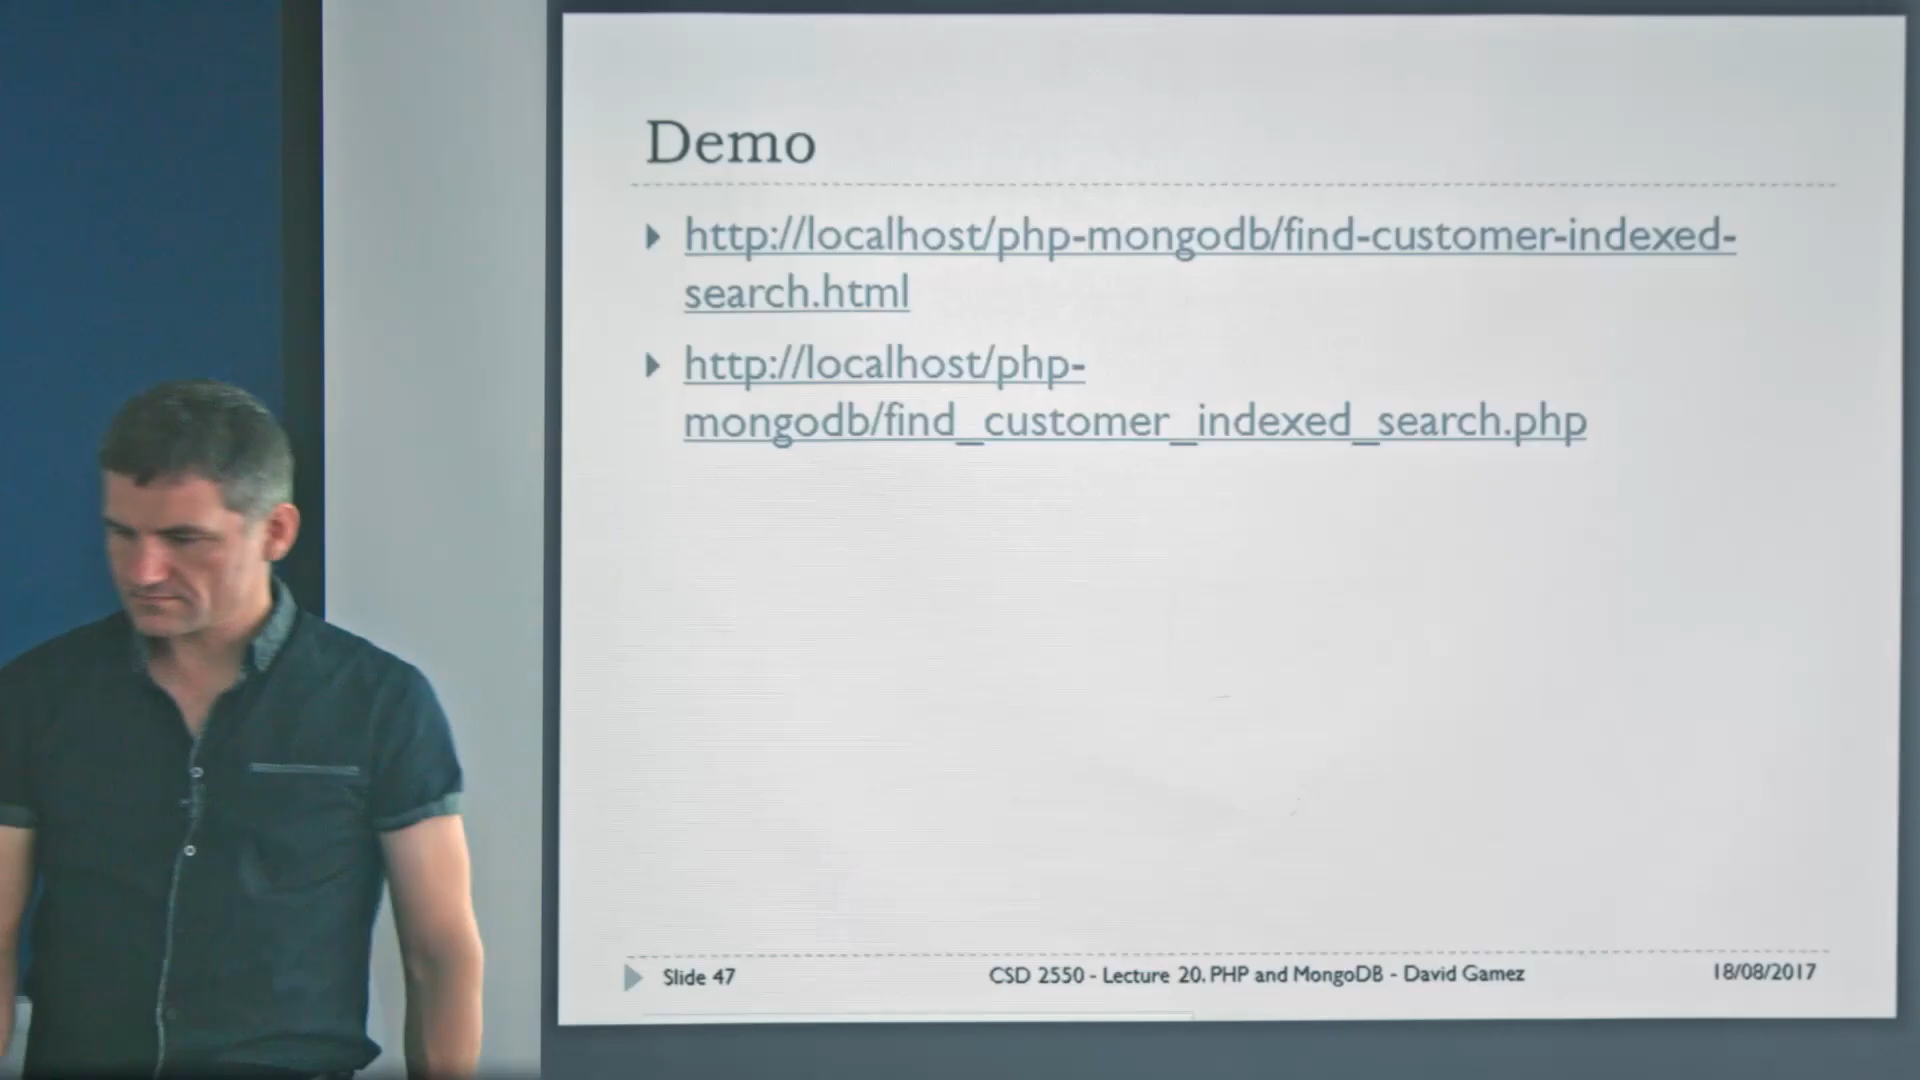 Demo
http://localhost/php-mongodb/find-customer-indexed-
search.html
http://localhost/php-
mongodb/find_customer_indexed_search.php
Slide 47
CSD 2550 - Lecture 20. PHP and MongoDB - David Gamez
18/08/2017